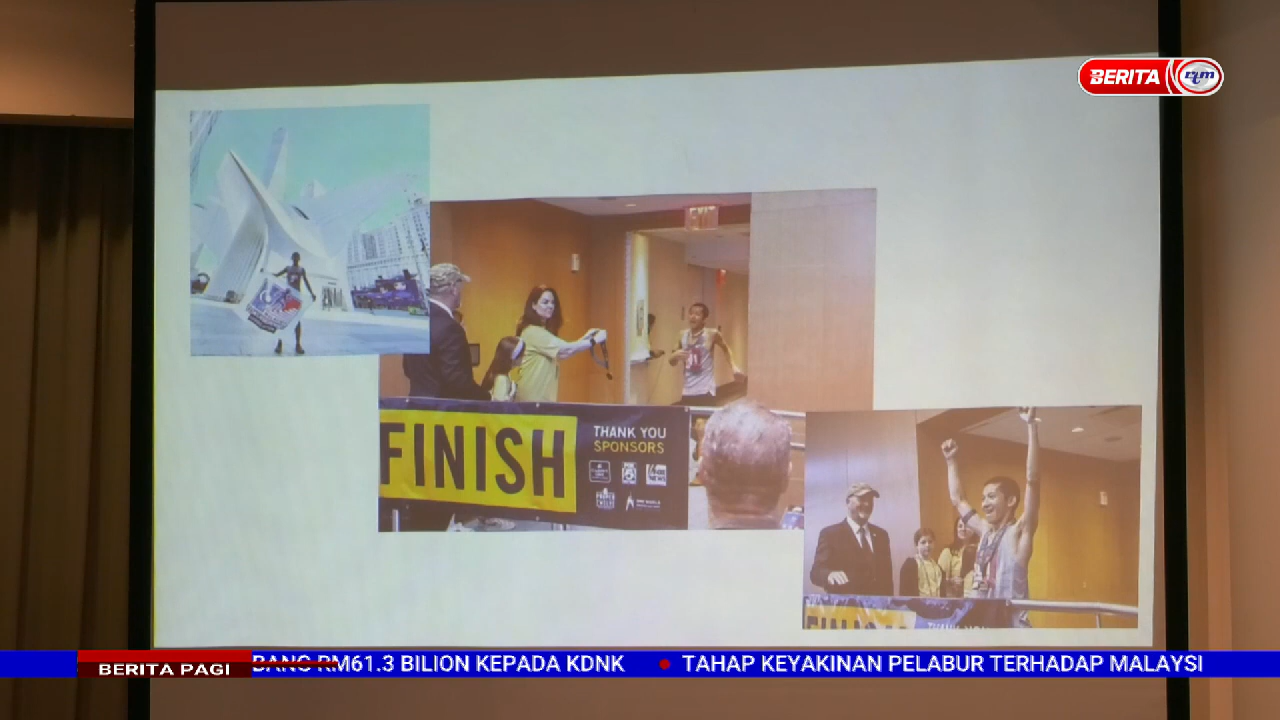 BERITA rtm
EXIT
FINISH
THANK YOU
SPONSORS
BERITA PAGI
BANG RM61.3 BILION KEPADA KDNK • TAHAP KEYAKINAN PELABUR TERHADAP MALAYSI